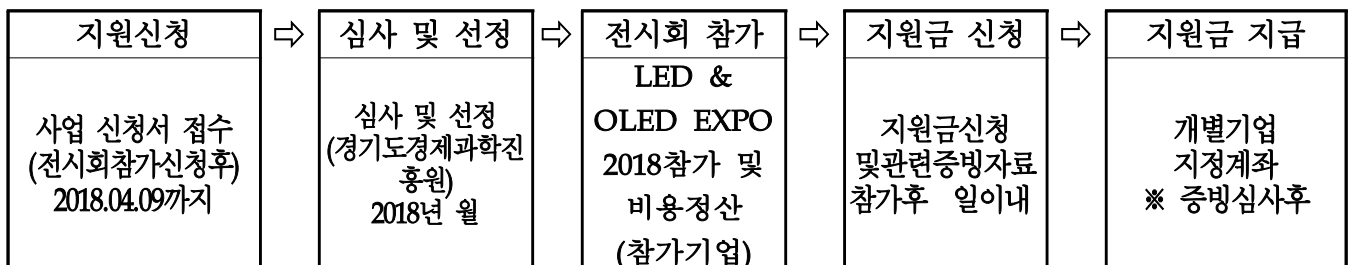 지원신청
사업 신청서 접수
(전시회참가신청후)
2018.04.09까지
⇨
심사 및 선정
심사 및 선정
(경기도경제과학진
흥원)
2018년 월
⇨
전시회 참가
LED &
OLED EXPO
2018참가 및
비용정산
(참가기업)
⇨
지원금 신청
지원금신청
및관련증빙자료
참가후 일이내
⇨
지원금 지급
개별기업
지정계좌
※ 증빙심사후